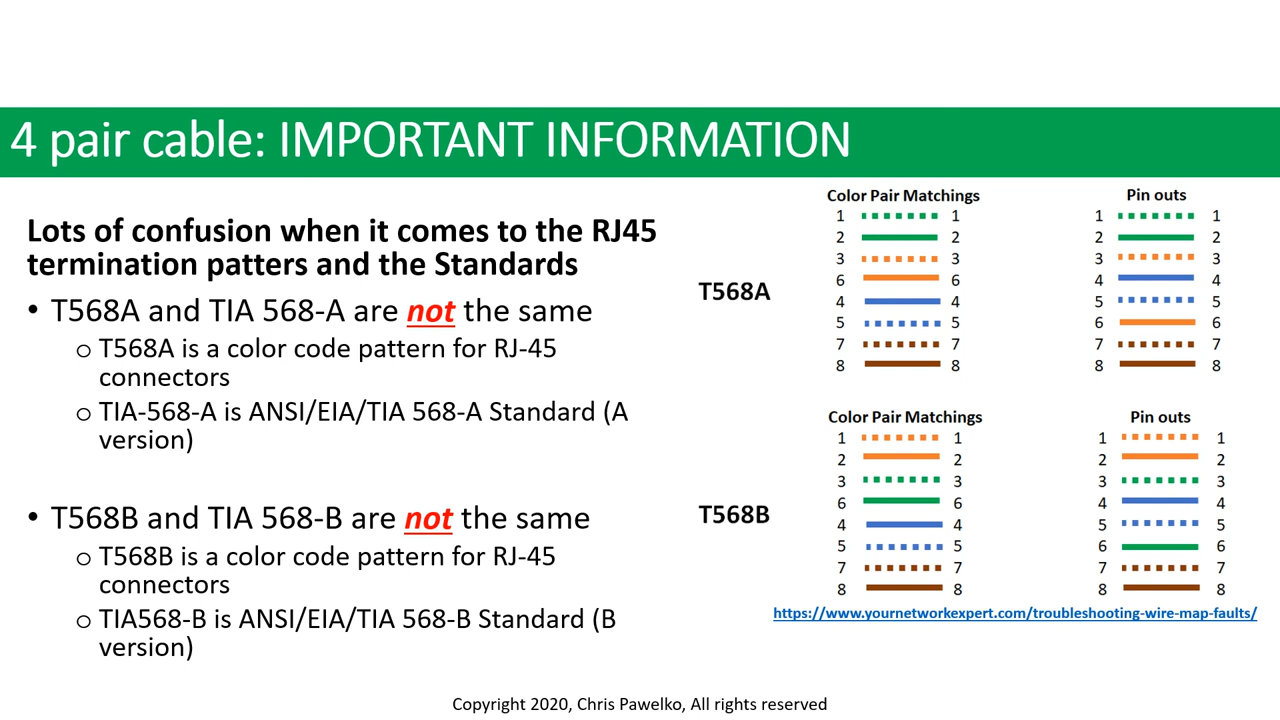 4 pair cable: IMPORTANT INFORMATION
Lots of confusion when it comes to the RJ45
termination patters and the Standards
• T568A and TIA 568-A are not the same
o T568A is a color code pattern for RJ-45
connectors
o TIA-568-A is ANSI/EIA/TIA 568-A Standard (A
version)
• T568B and TIA 568-B are not the same
o T568B is a color code pattern for RJ-45
connectors
o TIA568-B is ANSI/EIA/TIA 568-B Standard (B
version)
T568A
Color Pair Matchings
1 1
2 2
3 3
6 6
4 4
5 5
7 7
8 8
Pin outs
1 1
2 2
3 3
4 4
5 5
6 6
7 7
8 8
T568B
Color Pair Matchings
1 1
2 2
3 3
6 6
4 4
5 5
7 7
8 8
Pin outs
1 1
2 2
3 3
4 4
5 5
6 6
7 7
8 8
https://www.yournetworkexpert.com/troubleshooting-wire-map-faults/
Copyright 2020, Chris Pawelko, All rights reserved